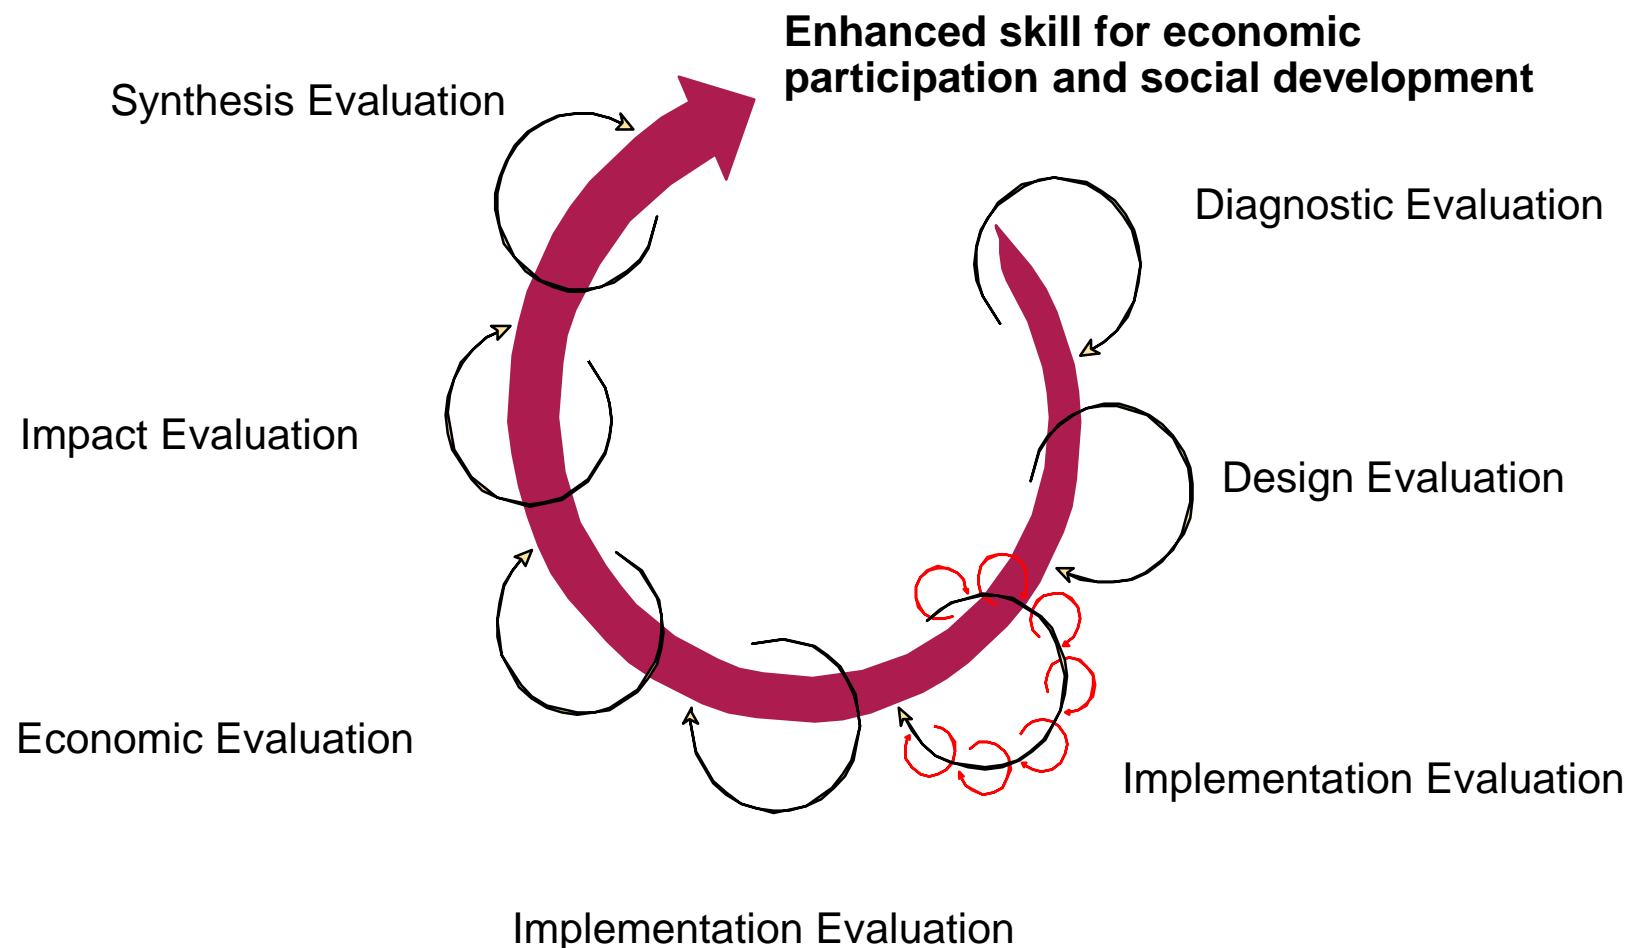 Enhanced skill for economic
participation and social development
Synthesis Evaluation
Diagnostic Evaluation
Impact Evaluation
Design Evaluation
Economic Evaluation
Implementation Evaluation
Implementation Evaluation